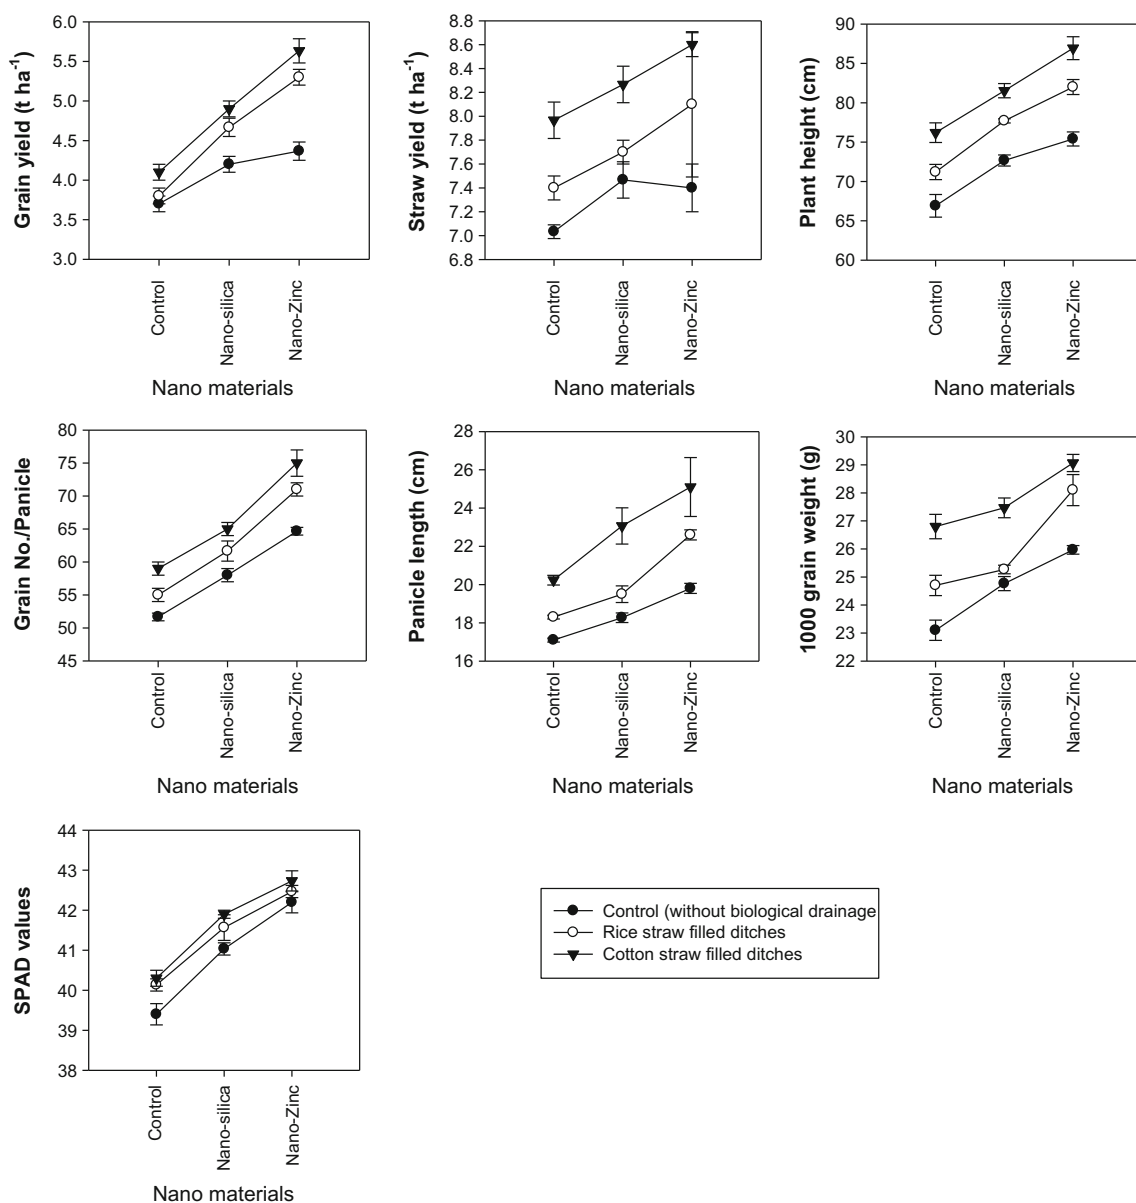 Grain yield (t ha⁻¹)
6.0
5.5
5.0
4.5
4.0
3.5
3.0
Control
Nano-silica
Nano-Zinc
Nano materials
Straw yield (t ha⁻¹)
8.8
8.6
8.4
8.2
8.0
7.8
7.6
7.4
7.2
7.0
6.8
Control
Nano-silica
Nano-Zinc
Nano materials
Plant height (cm)
90
85
80
75
70
65
60
Control
Nano-silica
Nano-Zinc
Nano materials
Grain No./Panicle
80
75
70
65
60
55
50
45
Control
Nano-silica
Nano-Zinc
Nano materials
Panicle length (cm)
28
26
24
22
20
18
16
Control
Nano-silica
Nano-Zinc
Nano materials
1000 grain weight (g)
30
29
28
27
26
25
24
23
22
Control
Nano-silica
Nano-Zinc
Nano materials
SPAD values
44
43
42
41
40
39
38
Control
Nano-silica
Nano-Zinc
Nano materials
Control (without biological drainage
Rice straw filled ditches
Cotton straw filled ditches